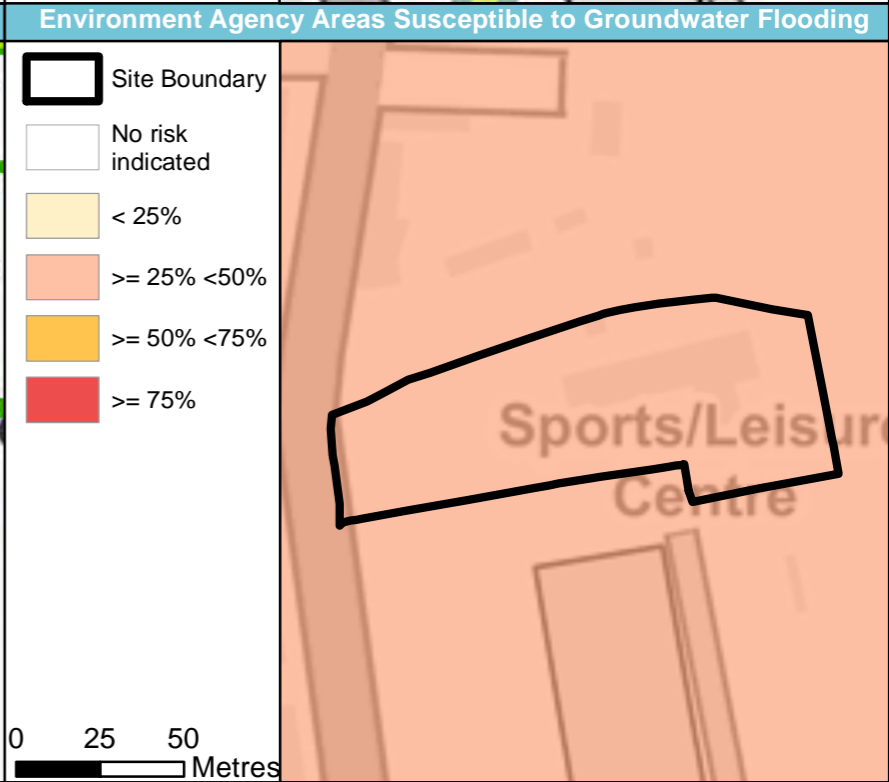 Environment Agency Areas Susceptible to Groundwater Flooding
Site Boundary
No risk
indicated
< 25%
>= 25% <50%
>= 50% <75%
>= 75%
Sports/Leisure
Centre
0 25 50
Metres